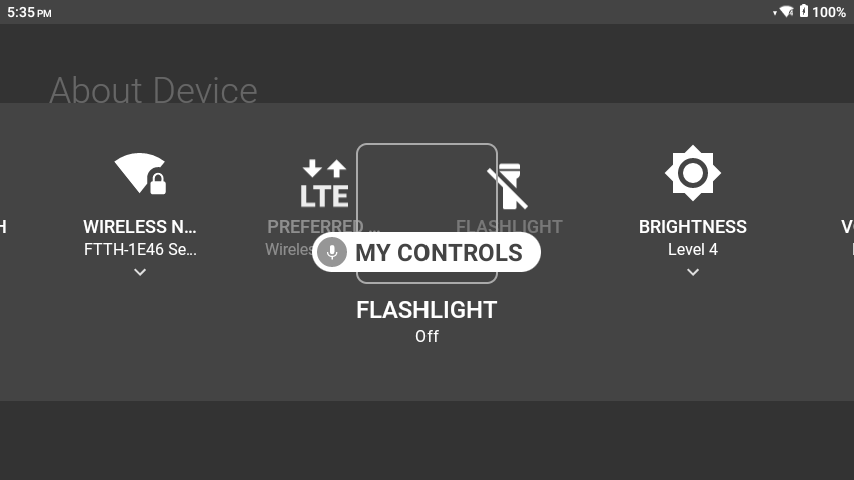 5:35 PM
100%
About Device
LTE
H
WIRELESS N...
FTTH-1E46 Se...
PREFERRED ...
Wireles
FLASHLIGHT
BRIGHTNESS
Level 4
V
MY CONTROLS
FLASHLIGHT
Off